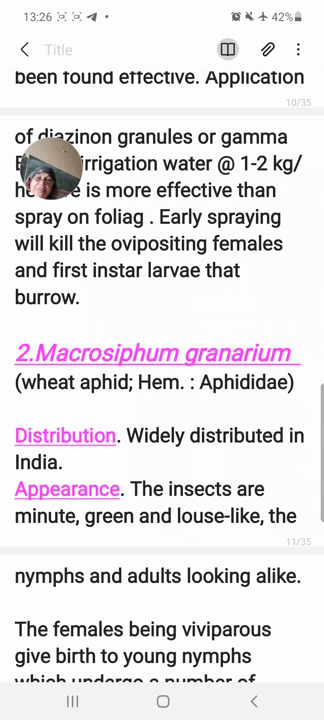 13:26
42%
Title
been found effective. Application
10/35
of diazinon granules or gamma
irrigation water @ 1-2 kg/
is more effective than
spray on foliag . Early spraying
will kill the ovipositing females
and first instar larvae that
burrow.
2.Macrosiphum granarium
(wheat aphid; Hem. : Aphididae)
Distribution. Widely distributed in
India.
Appearance. The insects are
minute, green and louse-like, the
11/35
nymphs and adults looking alike.
The females being viviparous
give birth to young nymphs
which undergo a number of